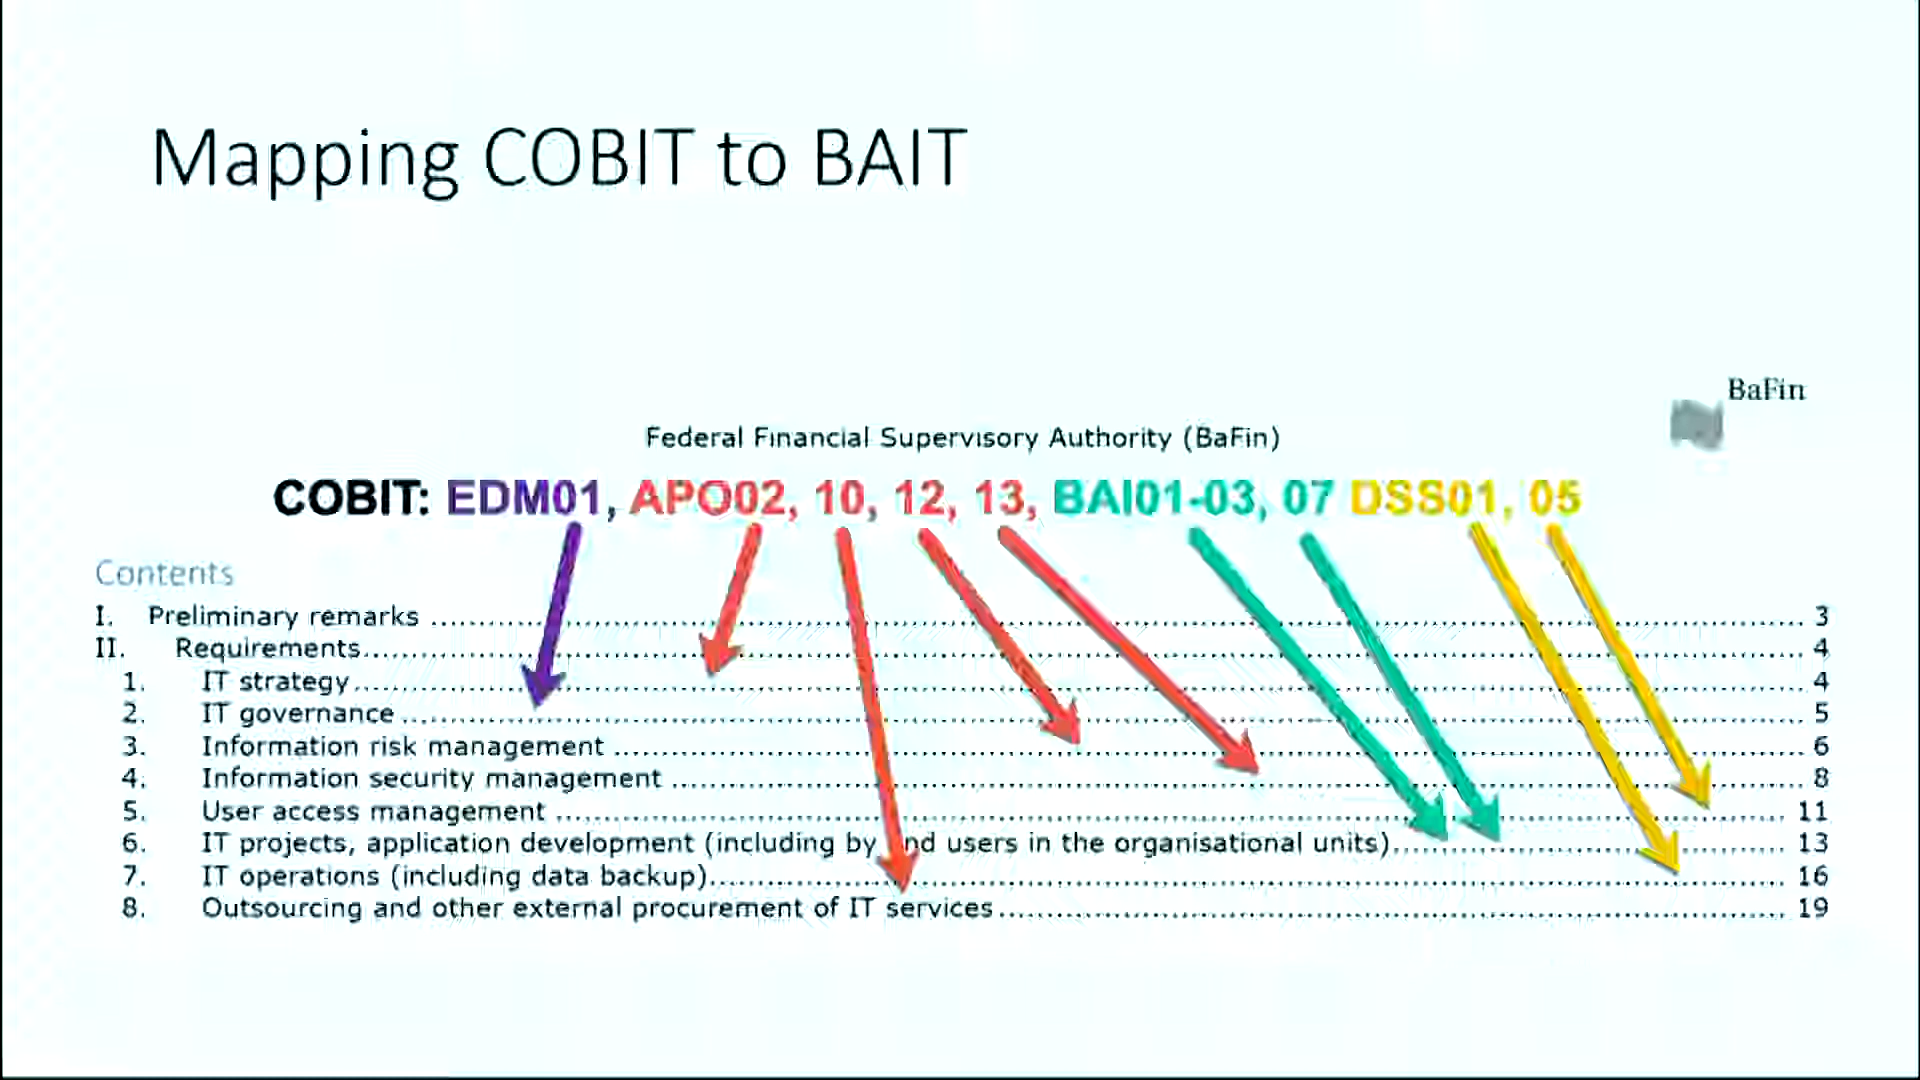 Mapping COBIT to BAIT
BaFin
Federal Financial Supervisory Authority (BaFin)
COBIT: EDM01, APO02, 10, 12, 13, BAI01-03, 07 DSS01, 05
Contents
I. Preliminary remarks 3
II. Requirements 4
1. IT strategy 4
2. IT governance 5
3. Information risk management 6
4. Information security management 8
5. User access management 11
6. IT projects, application development (including by end users in the organisational units) 13
7. IT operations (including data backup) 16
8. Outsourcing and other external procurement of IT services 19